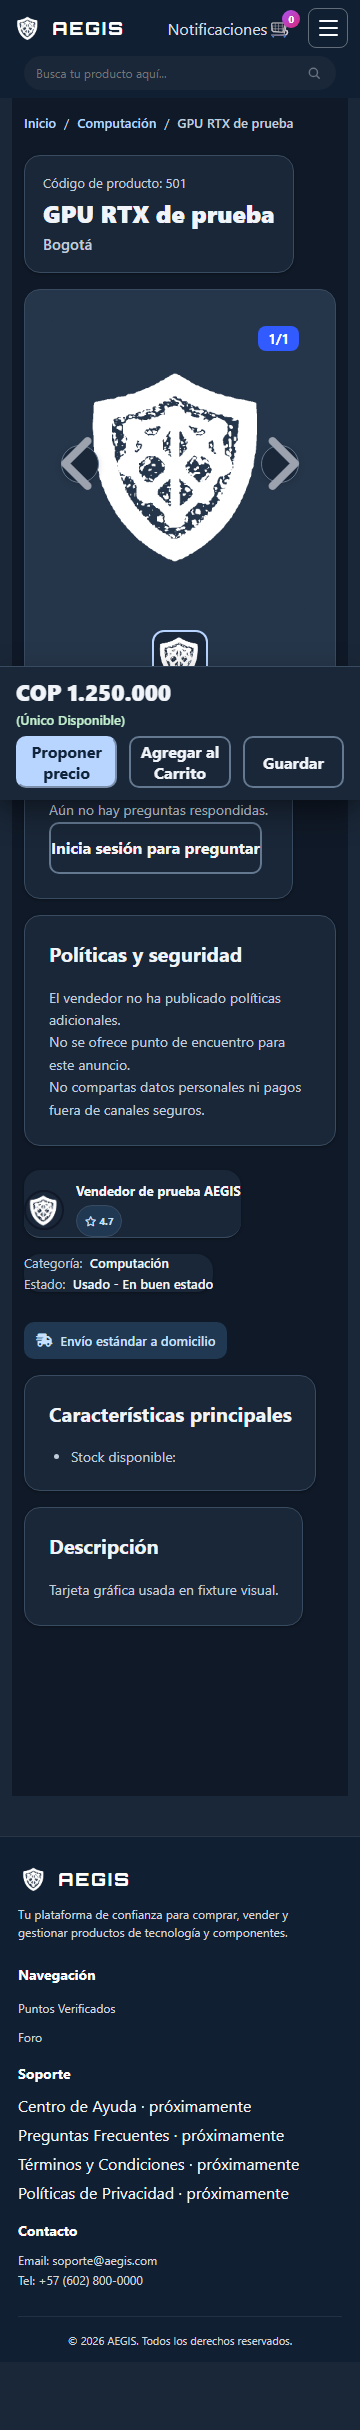 AEGIS
Notificaciones
0
Busca tu producto aquí...
Inicio / Computación / GPU RTX de prueba
Código de producto: 501
GPU RTX de prueba
Bogotá
1/1
COP 1.250.000
(Único Disponible)
Proponer precio
Agregar al Carrito
Guardar
Aún no hay preguntas respondidas.
Inicia sesión para preguntar
Políticas y seguridad
El vendedor no ha publicado políticas
adicionales.
No se ofrece punto de encuentro para
este anuncio.
No compartas datos personales ni pagos
fuera de canales seguros.
Vendedor de prueba AEGIS
4.7
Categoría: Computación
Estado: Usado - En buen estado
Envío estándar a domicilio
Características principales
• Stock disponible:
Descripción
Tarjeta gráfica usada en fixture visual.
AEGIS
Tu plataforma de confianza para comprar, vender y
gestionar productos de tecnología y componentes.
Navegación
Puntos Verificados
Foro
Soporte
Centro de Ayuda · próximamente
Preguntas Frecuentes · próximamente
Términos y Condiciones · próximamente
Políticas de Privacidad · próximamente
Contacto
Email: soporte@aegis.com
Tel: +57 (602) 800-0000
© 2026 AEGIS. Todos los derechos reservados.